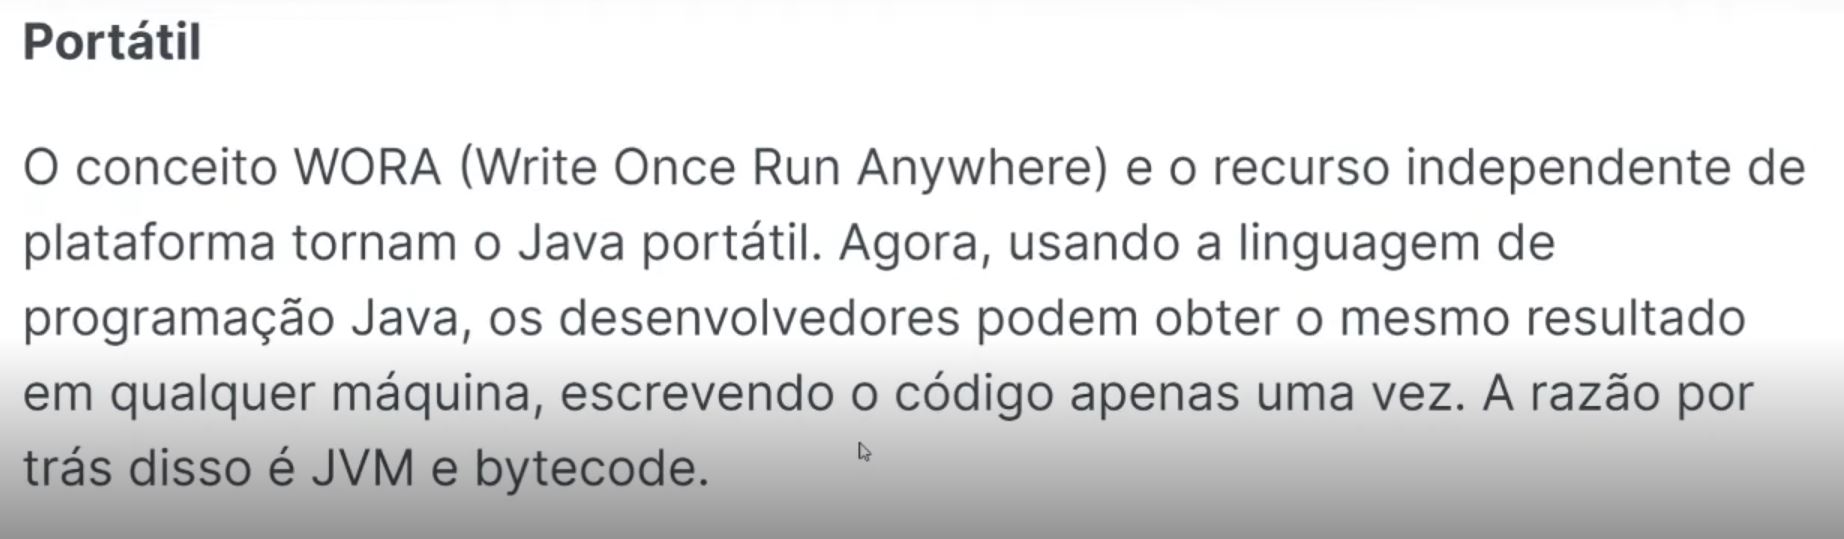 Portátil
O conceito WORA (Write Once Run Anywhere) e o recurso independente de
plataforma tornam o Java portátil. Agora, usando a linguagem de
programação Java, os desenvolvedores podem obter o mesmo resultado
em qualquer máquina, escrevendo o código apenas uma vez. A razão por
trás disso é JVM e bytecode.